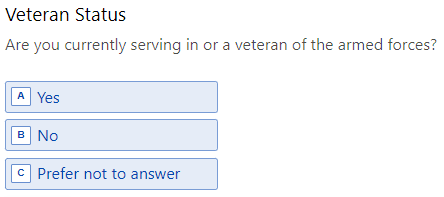 Veteran Status
Are you currently serving in or a veteran of the armed forces?
A Yes
B No
C Prefer not to answer